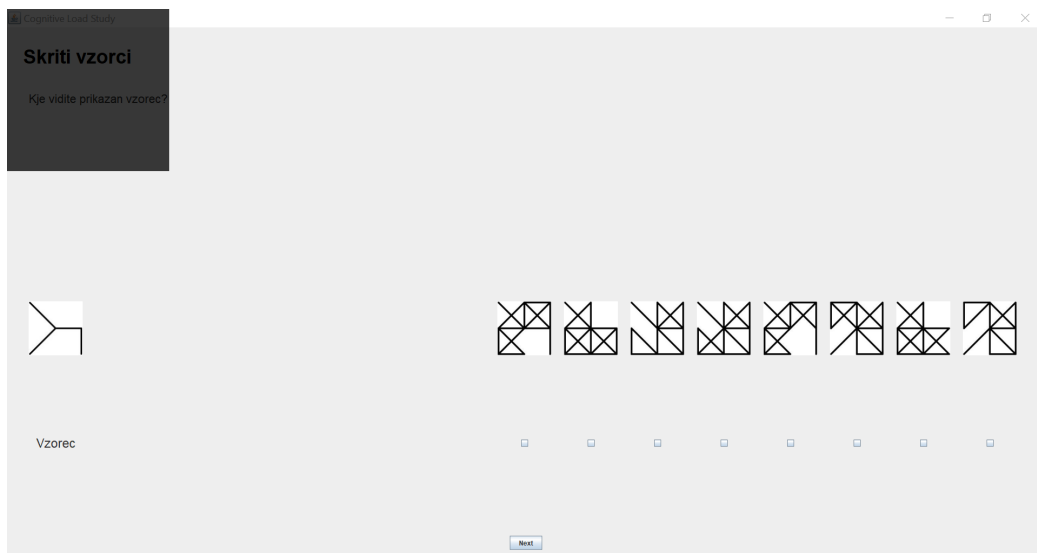 Cognitive Load Study
Skriti vzorci
Kje vidite prikazan vzorec?
Vzorec
Next